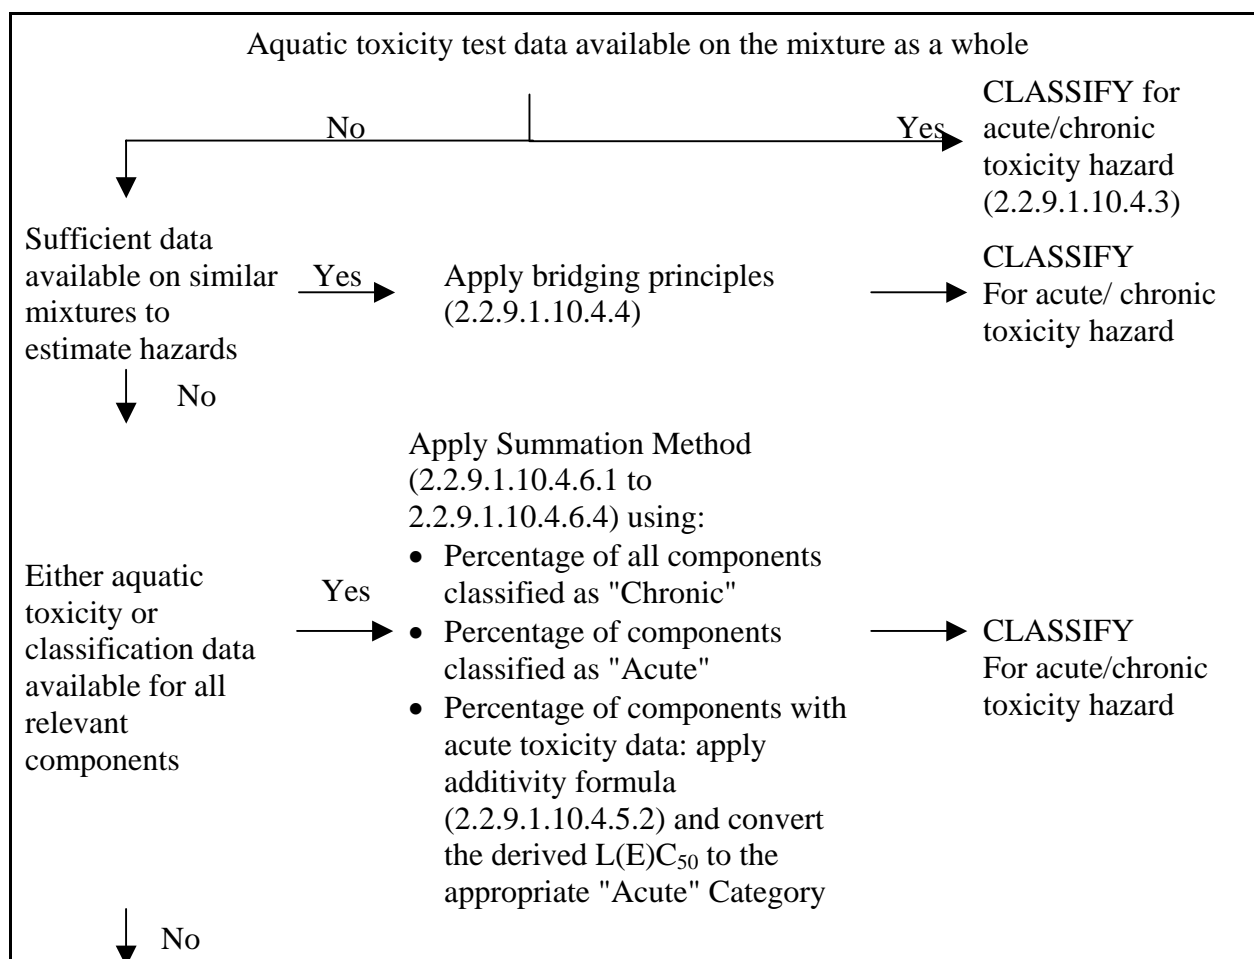 Aquatic toxicity test data available on the mixture as a whole
No
Yes
CLASSIFY for
acute/chronic
toxicity hazard
(2.2.9.1.10.4.3)
Sufficient data
available on similar
mixtures to
estimate hazards
Yes
Apply bridging principles
(2.2.9.1.10.4.4)
CLASSIFY
For acute/ chronic
toxicity hazard
No
Either aquatic
toxicity or
classification data
available for all
relevant
components
Yes
Apply Summation Method
(2.2.9.1.10.4.6.1 to
2.2.9.1.10.4.6.4) using:
• Percentage of all components
classified as "Chronic"
• Percentage of components
classified as "Acute"
• Percentage of components with
acute toxicity data: apply
additivity formula
(2.2.9.1.10.4.5.2) and convert
the derived L(E)C₅₀ to the
appropriate "Acute" Category
CLASSIFY
For acute/chronic
toxicity hazard
No